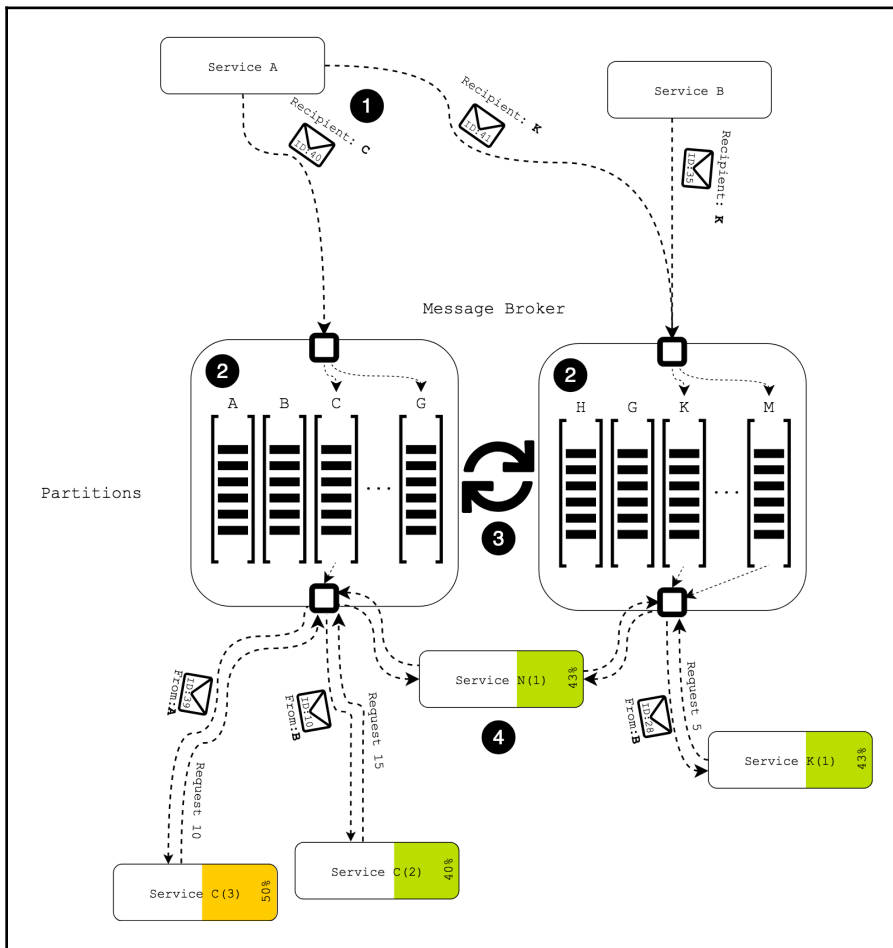 Service A
Service B
1
Recipient: C
ID:40
Recipient: K
ID:41
Recipient: K
ID:35
Message Broker
2
A B C G
...
2
H G K M
...
Partitions
3
Service N(1) 43%
4
From:A
ID:39
Request 10
From:B
ID:10
Request 15
From:B
ID:28
Request 5
Service K(1) 43%
Service C(3) 50%
Service C(2) 40%